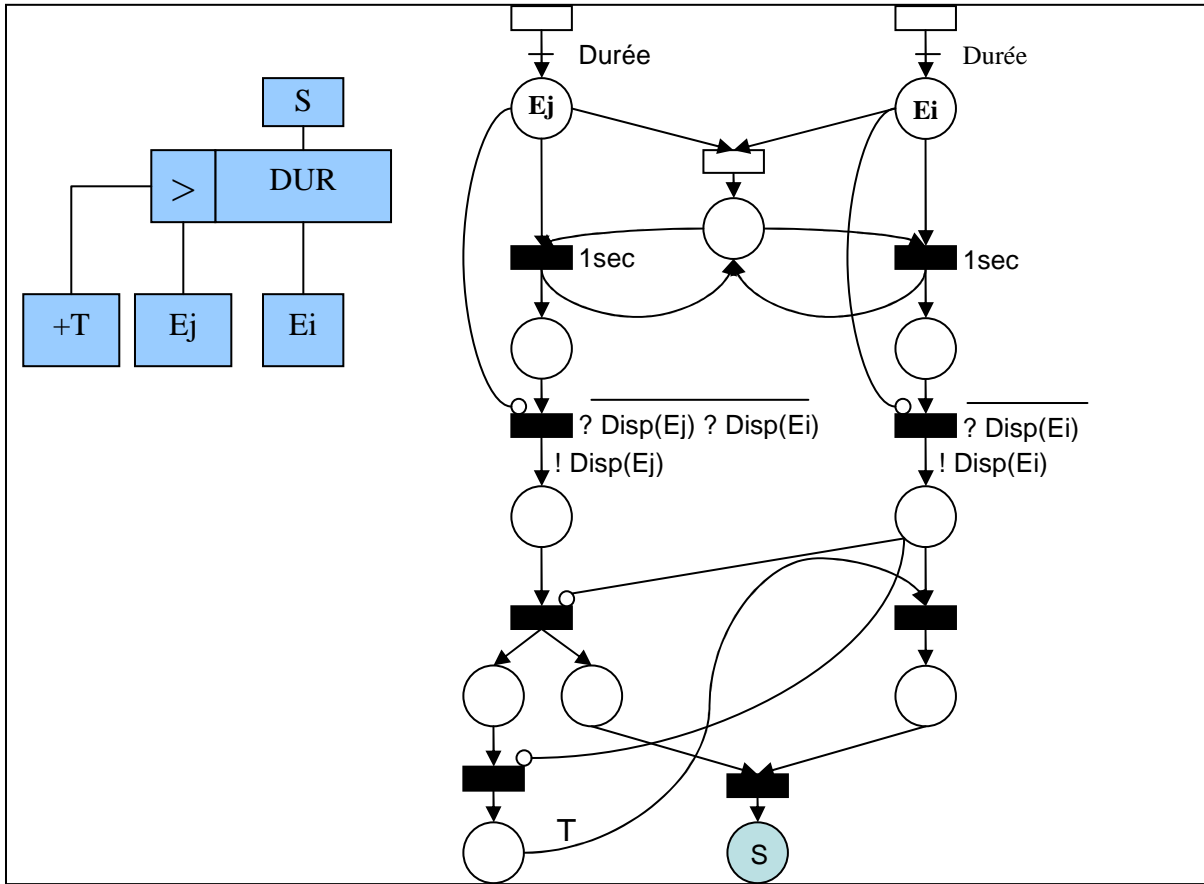 S
> DUR
+T Ej Ei
Durée
Durée
Ej
Ei
1sec
1sec
? Disp(Ej) ? Disp(Ei)
? Disp(Ei)
! Disp(Ej)
! Disp(Ei)
T
S